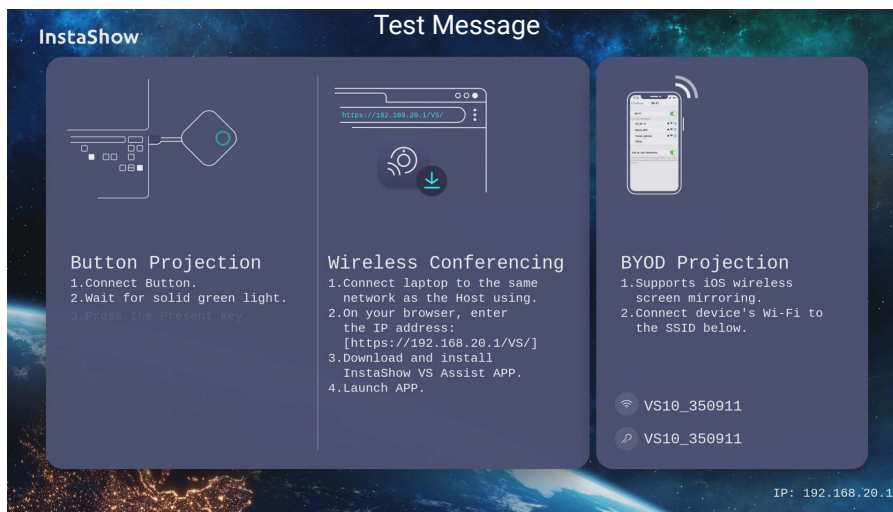 InstaShow
Test Message
https://192.168.20.1/VS/
Button Projection
1.Connect Button.
2.Wait for solid green light.
3.Press the Present key.
Wireless Conferencing
1.Connect laptop to the same
network as the Host using.
2.On your browser, enter
the IP address:
[https://192.168.20.1/VS/]
3.Download and install
InstaShow VS Assist APP.
4.Launch APP.
Wi-Fi
BYOD Projection
1.Supports iOS wireless
screen mirroring.
2.Connect device's Wi-Fi to
the SSID below.
VS10_350911
VS10_350911
IP: 192.168.20.1